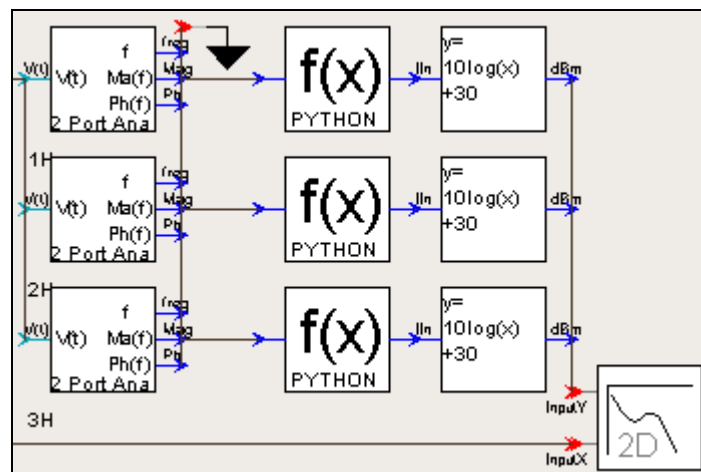 V(t) V(t) f freq
Ma(f) Mag
Ph(f) Ph
2 Port Ana
f(x)
PYTHON
lin
y=
10log(x)
+30
dBm
1H
V(t) V(t) f freq
Ma(f) Mag
Ph(f) Ph
2 Port Ana
f(x)
PYTHON
lin
y=
10log(x)
+30
dBm
2H
V(t) V(t) f freq
Ma(f) Mag
Ph(f) Ph
2 Port Ana
f(x)
PYTHON
lin
y=
10log(x)
+30
dBm
3H
InputY
InputX
2D